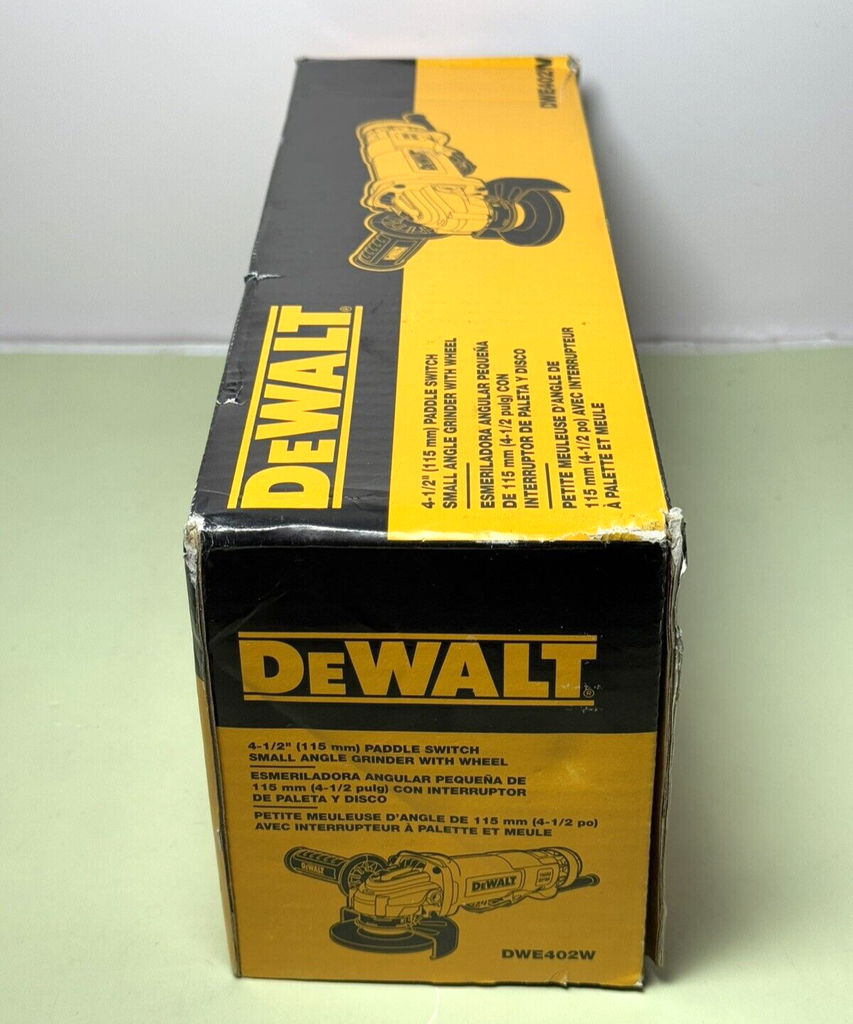 DWE402W
DEWALT
DEWALT®
4-1/2" (115 mm) PADDLE SWITCH
SMALL ANGLE GRINDER WITH WHEEL
ESMERILADORA ANGULAR PEQUEÑA
DE 115 mm (4-1/2 pulg) CON
INTERRUPTOR DE PALETA Y DISCO
PETITE MEULEUSE D'ANGLE DE
115 mm (4-1/2 po) AVEC INTERRUPTEUR
À PALETTE ET MEULE
DEWALT®
4-1/2" (115 mm) PADDLE SWITCH
SMALL ANGLE GRINDER WITH WHEEL
ESMERILADORA ANGULAR PEQUEÑA DE
115 mm (4-1/2 pulg) CON INTERRUPTOR
DE PALETA Y DISCO
PETITE MEULEUSE D'ANGLE DE 115 mm (4-1/2 po)
AVEC INTERRUPTEUR À PALETTE ET MEULE
DEWALT
DEWALT
DWE402W